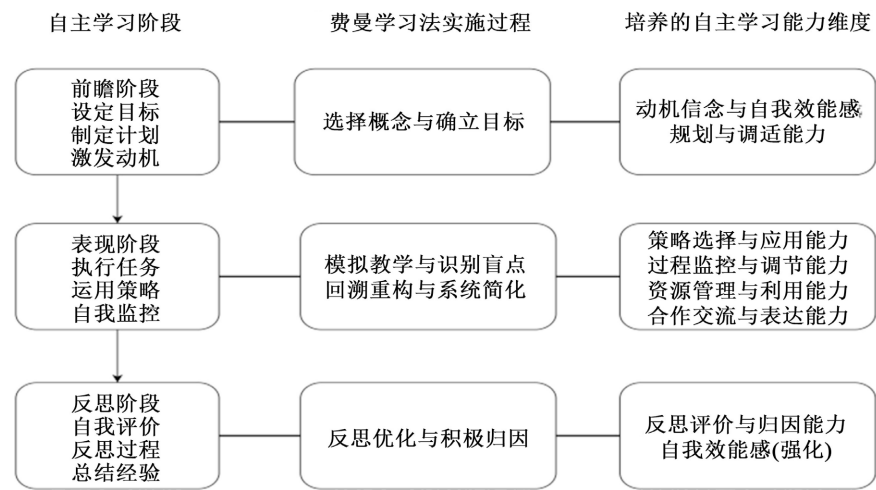 自主学习阶段
费曼学习法实施过程
培养的自主学习能力维度
前瞻阶段
设定目标
制定计划
激发动机
选择概念与确立目标
动机信念与自我效能感
规划与调适能力
表现阶段
执行任务
运用策略
自我监控
模拟教学与识别盲点
回溯重构与系统简化
策略选择与应用能力
过程监控与调节能力
资源管理与利用能力
合作交流与表达能力
反思阶段
自我评价
反思过程
总结经验
反思优化与积极归因
反思评价与归因能力
自我效能感(强化)